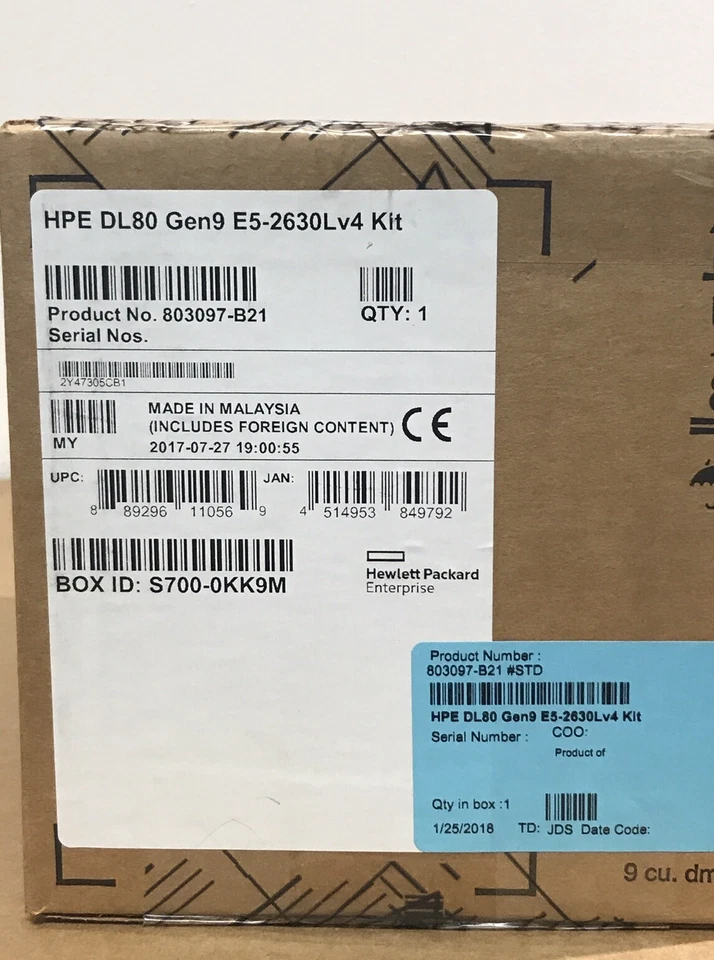 HPE DL80 Gen9 E5-2630Lv4 Kit
Product No. 803097-B21
QTY: 1
Serial Nos.
2Y47305CB1
MY
MADE IN MALAYSIA
(INCLUDES FOREIGN CONTENT)
2017-07-27 19:00:55
CE
UPC:
8 89296 11056 9
JAN:
4 514953 849792
BOX ID: S700-0KK9M
Hewlett Packard
Enterprise
Product Number :
803097-B21 #STD
HPE DL80 Gen9 E5-2630Lv4 Kit
Serial Number :
COO:
Product of
Qty in box :1
1/25/2018 TD: JDS Date Code:
9 cu. dm